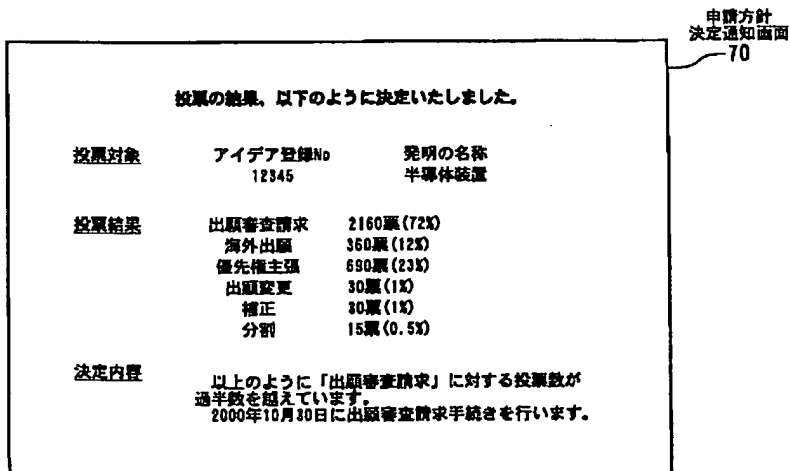 申請方針
決定通知画面
70
投票の結果、以下のように決定いたしました。
投票対象 アイデア登録No 発明の名称
12345 半導体装置
投票結果 出願審査請求 2160票(72%)
海外出願 360票(12%)
優先権主張 690票(23%)
出願変更 30票(1%)
補正 30票(1%)
分割 15票(0.5%)
決定内容 以上のように「出願審査請求」に対する投票数が
過半数を越えています。
2000年10月30日に出願審査請求手続きを行います。